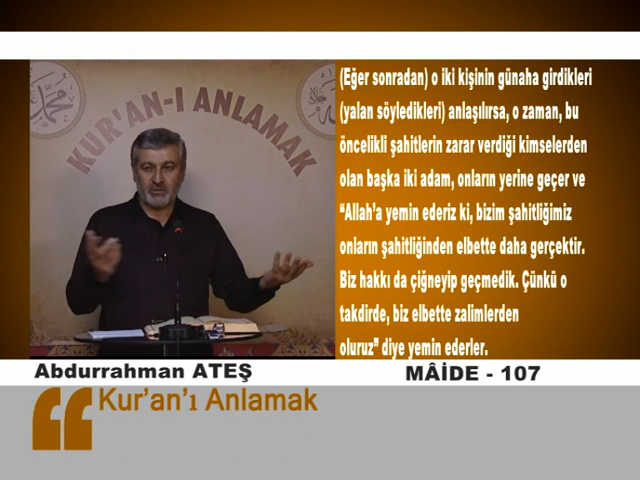 KUR'AN-I ANLAMAK
(Eğer sonradan) o iki kişinin günaha girdikleri
(yalan söyledikleri) anlaşılırsa, o zaman, bu
öncelikli şahitlerin zarar verdiği kimselerden
olan başka iki adam, onların yerine geçer ve
“Allah’a yemin ederiz ki, bizim şahitliğimiz
onların şahitliğinden elbette daha gerçektir.
Biz hakkı da çiğneyip geçmedik. Çünkü o
takdirde, biz elbette zalimlerden
oluruz” diye yemin ederler.
Abdurrahman ATEŞ
MÂİDE - 107
“Kur’an’ı Anlamak